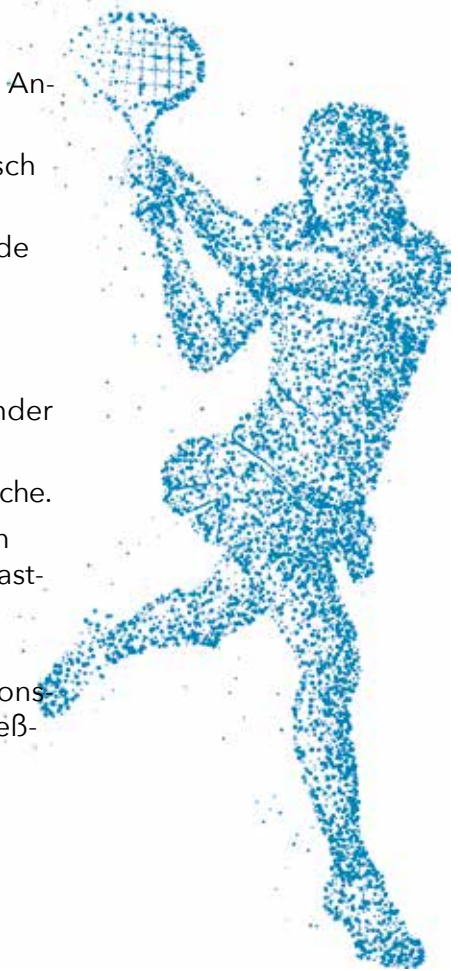 An-
sch
de
nder
che.
n
ast-
ons-
eß-